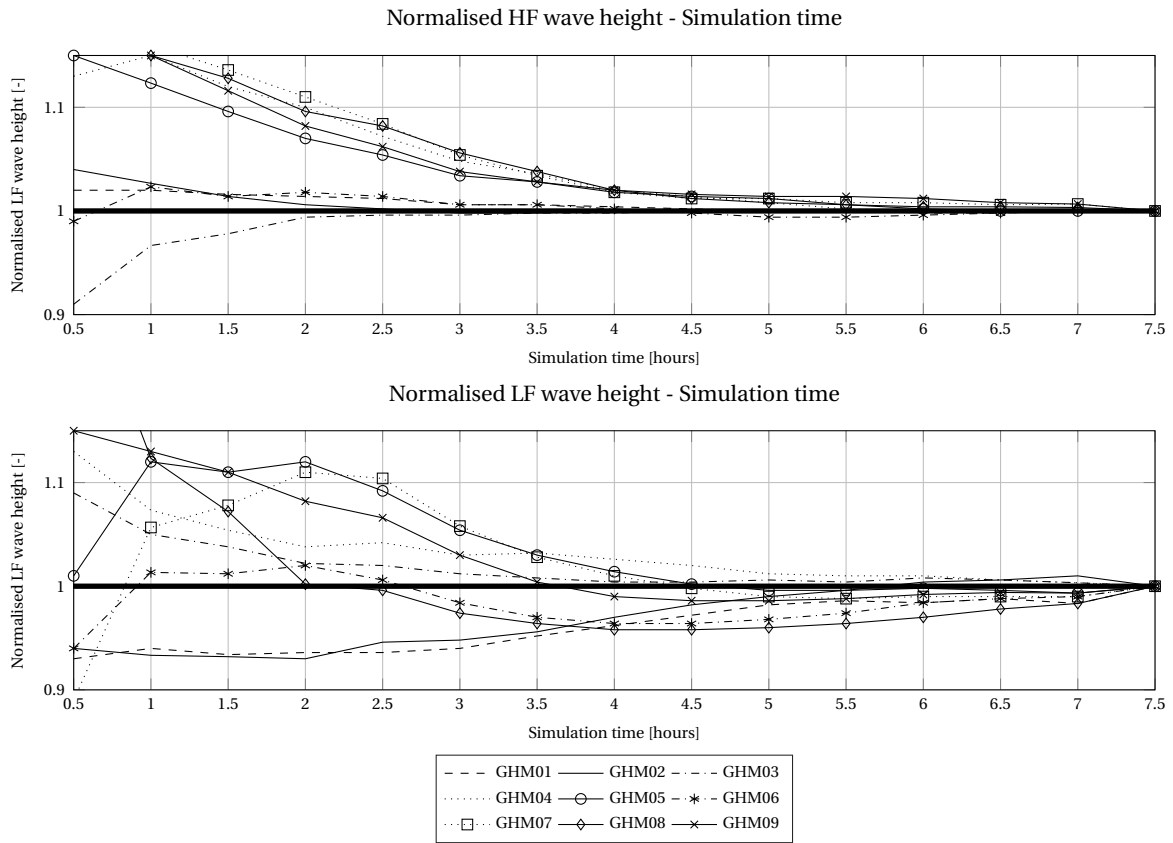 Normalised HF wave height - Simulation time
Normalised LF wave height [-]
1.1
1
0.9
0.5 1 1.5 2 2.5 3 3.5 4 4.5 5 5.5 6 6.5 7 7.5
Simulation time [hours]
Normalised LF wave height - Simulation time
Normalised LF wave height [-]
1.1
1
0.9
0.5 1 1.5 2 2.5 3 3.5 4 4.5 5 5.5 6 6.5 7 7.5
Simulation time [hours]
GHM01 GHM02 GHM03
GHM04 GHM05 GHM06
GHM07 GHM08 GHM09